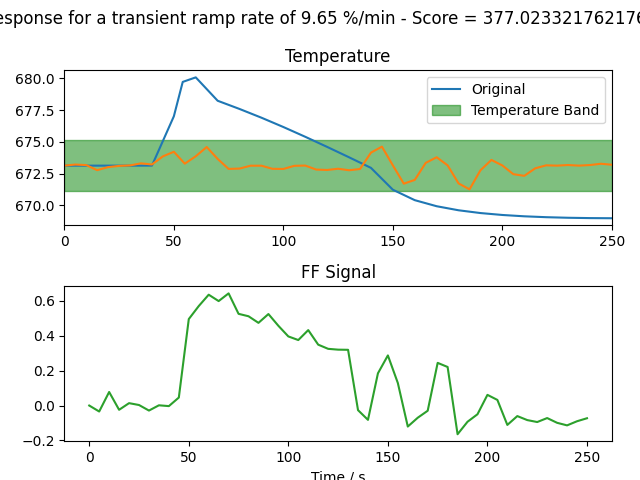 esponse for a transient ramp rate of 9.65 %/min - Score = 377.023321762176
Temperature
680.0
677.5
675.0
672.5
670.0
Original
Temperature Band
0 50 100 150 200 250
FF Signal
0.6
0.4
0.2
0.0
−0.2
0 50 100 150 200 250
Time / s